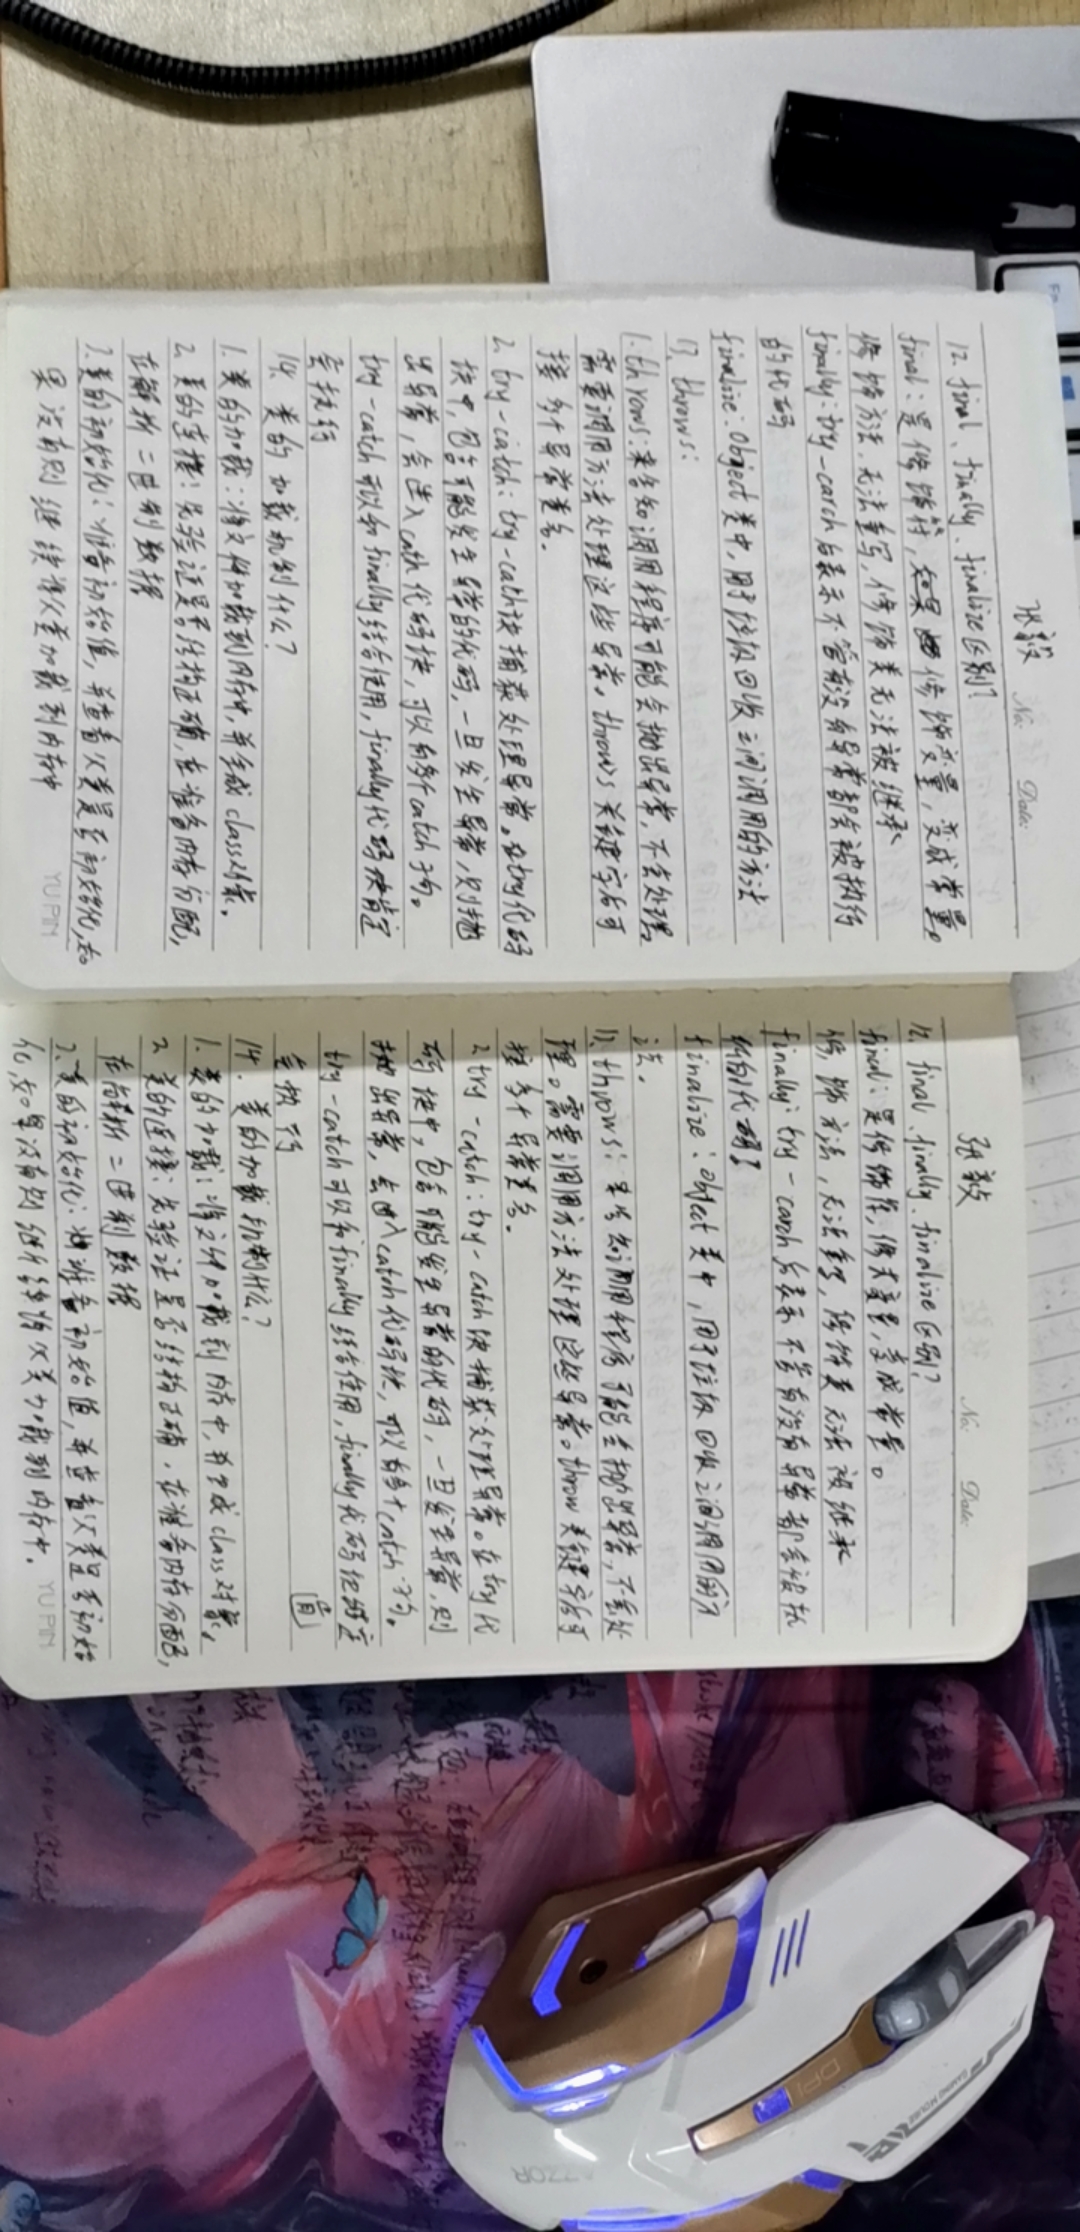 张毅
No.
Date:
12. final、finally、finalize区别?
final:是修饰符,如果修饰变量,变成常量。
修饰方法,无法重写,修饰类无法被继承
finally:try-carch后表示不管有没有异常都会被执行
的代码
finalize:Object类中,用于垃圾回收之间调用的方法
13. throws:
1. throws:来告知调用程序可能会抛出异常,不去处理。
需要调用方法处理这些异常。throws关键字后可
接多个异常类名.
2. try-catch:try-catch块捕获处理异常。在try代码
块中,包含可能发生异常的代码,一旦发生异常,则抛
出异常,会进入cath代码块,可以有多个catch子句。
try-catch可以和finally结合使用,finally代码块肯定
会执行
类的加载机制什么?
1. 类的加载:将文件加载到内存中,并生成class对象。
2. 类的连接:先验证是否结构正确,在准备内存分配,
在解析二进制数据
3. 类的初始化:准备初始值,并查看父类是否初始化,如
果没有则继续将父类加载到内存中
YU PIN
张毅
No.
Date:
12. final、finally、finalize区别?
final:是修饰符,修饰变量,变成常量。
修饰方法,无法重写,修饰类无法被继承
finally:try-carch后表示不管有没有异常都会被执
行的代码
finalize:object类中,用于垃圾回收之间调用的方
法.
13. throws:来告知调用程序可能会抛出异常,不去处
理。需要调用方法处理这些异常。throw关键字后可
接多个异常类名.
2. try-catch:try-catch块捕获处理异常。在try代
码块中,包含可能发生异常的代码,一旦发生异常,则
抛出异常,会进入catch代码块,可以有多个catch子句。
try-catch可以和finally结合使用,finally代码块肯定
会执行
14. 类的加载机制什么?
1. 类的加载:将文件加载到内存中,并生成class对象。
2. 类的连接:先验证是否结构正确,在准备内存分配,
在解析二进制数据
3. 类的初始化:准备初始值,并查看父类是否初始
化,如果没有则继续将父类加载到内存中.
YU PIN
DPI
GAMING MOUSE
AZZOR